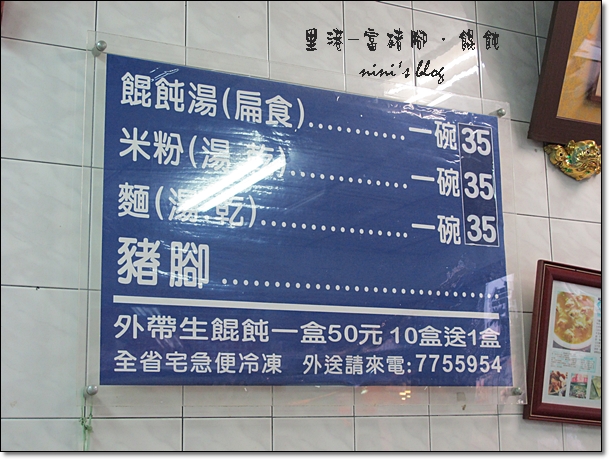 里港-富豬腳·餛飩
nini's blog
餛飩湯(扁食)............一碗35
米粉(湯.乾)..............一碗35
麵(湯.乾)................一碗35
豬腳..............................
外帶生餛飩一盒50元 10盒送1盒
全省宅急便冷凍 外送請來電:7755954